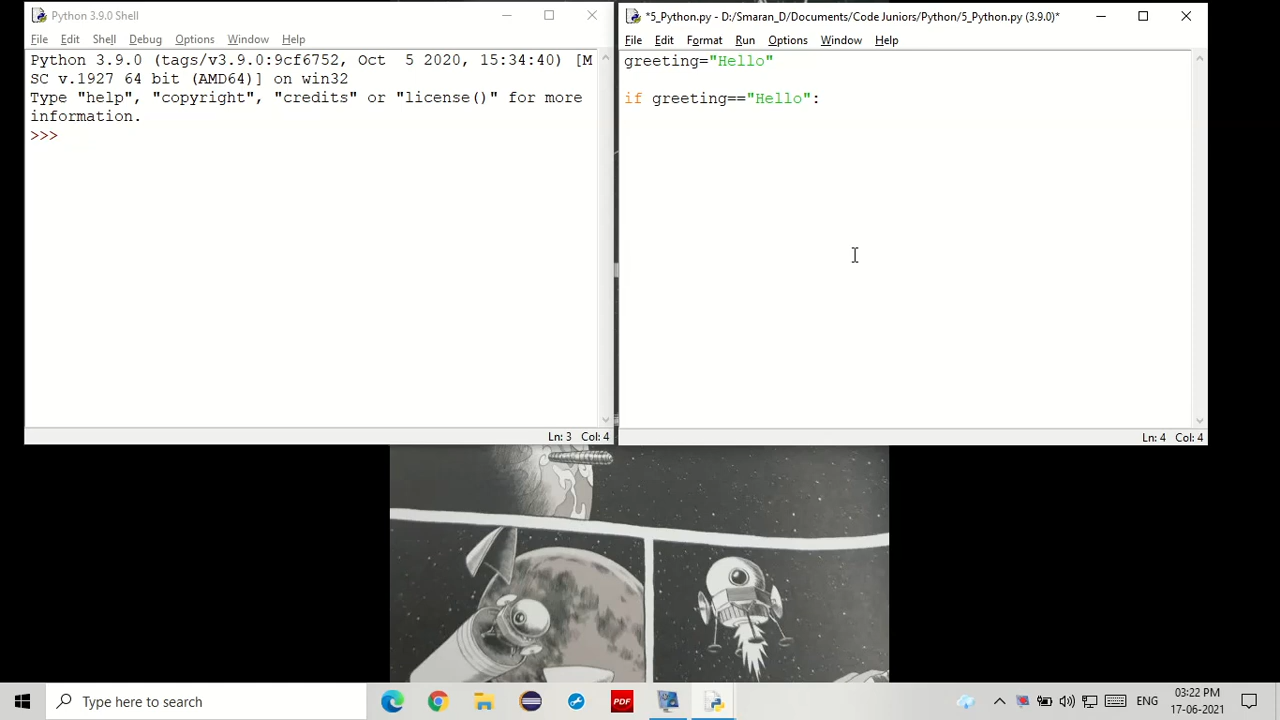 Python 3.9.0 Shell
File Edit Shell Debug Options Window Help
Python 3.9.0 (tags/v3.9.0:9cf6752, Oct  5 2020, 15:34:40) [M
SC v.1927 64 bit (AMD64)] on win32
Type "help", "copyright", "credits" or "license()" for more
information.
>>>
Ln: 3 Col: 4
*5_Python.py - D:/Smaran_D/Documents/Code Juniors/Python/5_Python.py (3.9.0)*
File Edit Format Run Options Window Help
greeting="Hello"
if greeting=="Hello":
Ln: 4 Col: 4
Type here to search
PDF
ENG
03:22 PM
17-06-2021